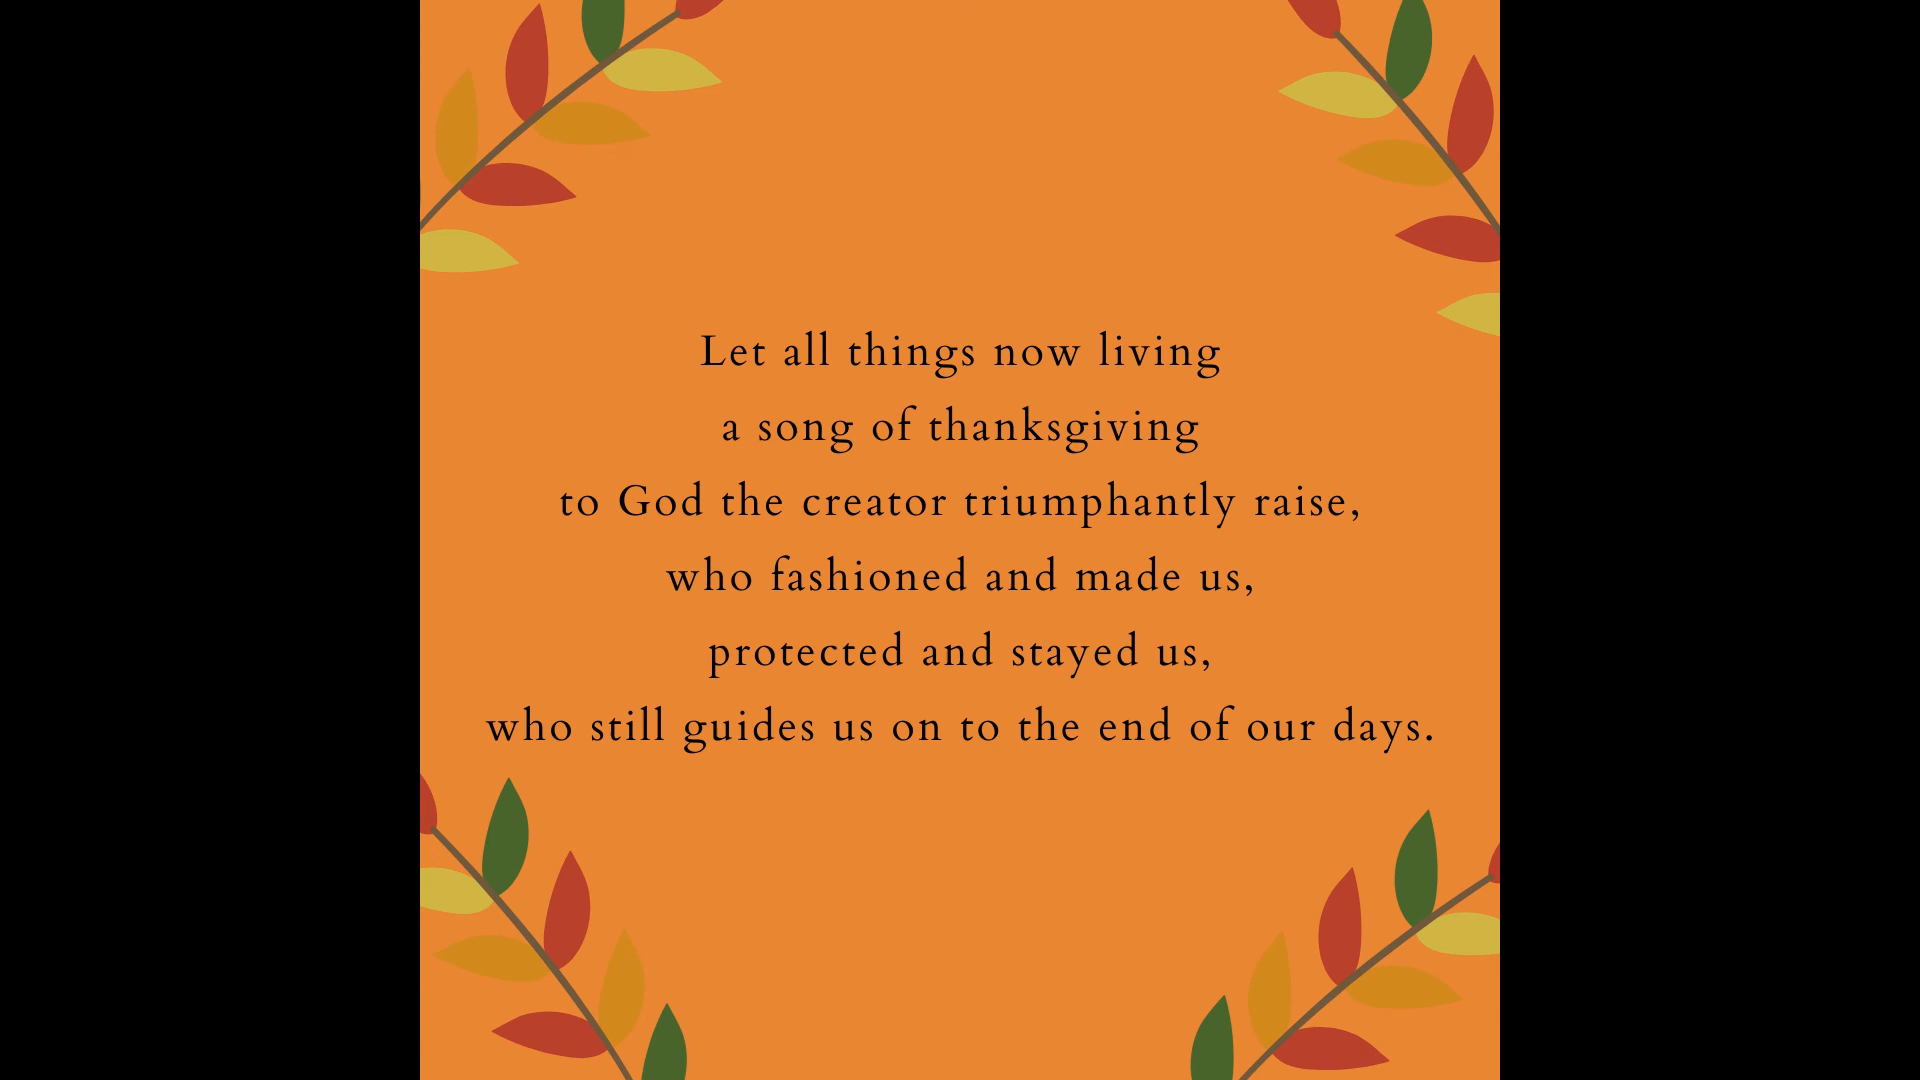 Let all things now living
a song of thanksgiving
to God the creator triumphantly raise,
who fashioned and made us,
protected and stayed us,
who still guides us on to the end of our days.